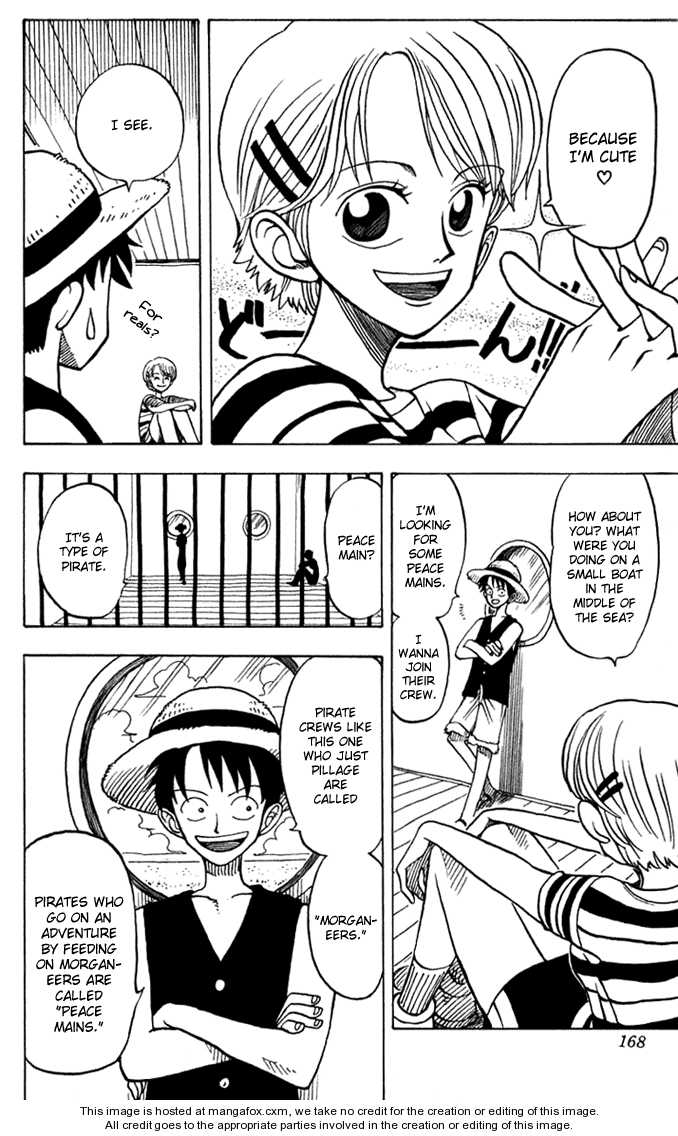 BECAUSE
I'M CUTE
♡
どーーん!!
I SEE.
For
reals?
HOW ABOUT
YOU? WHAT
WERE YOU
DOING ON A
SMALL BOAT
IN THE
MIDDLE OF
THE SEA?
I'M
LOOKING
FOR
SOME
PEACE
MAINS.
I
WANNA
JOIN
THEIR
CREW.
PEACE
MAIN?
IT'S A
TYPE OF
PIRATE.
PIRATE
CREWS LIKE
THIS ONE
WHO JUST
PILLAGE
ARE
CALLED
"MORGAN-
EERS."
PIRATES WHO
GO ON AN
ADVENTURE
BY FEEDING
ON MORGAN-
EERS ARE
CALLED
"PEACE
MAINS."
168
This image is hosted at mangafox.cxm, we take no credit for the creation or editing of this image.
All credit goes to the appropriate parties involved in the creation or editing of this image.